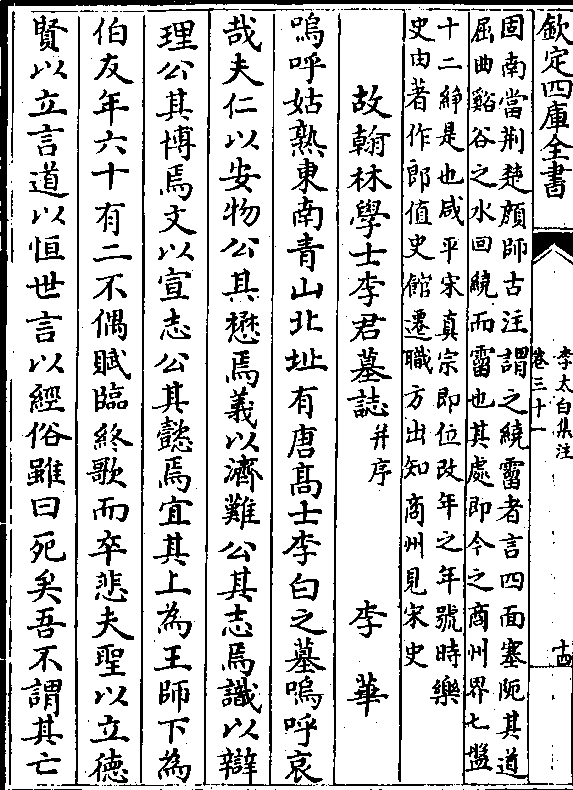 欽定四庫全書
李太白集注
卷三十一
十四
固南當荆楚顔師古注謂之繞霤者言四面塞阨其道
屈曲谿谷之水回繞而霤也其處即今之商州界七盤
十二繂是也咸平宋真宗即位改年之年號時樂
史由著作郎值史館遷職方出知商州見宋史
故翰林學士李君墓誌并序
李華
嗚呼姑熟東南青山北址有唐髙士李白之墓嗚呼哀
哉夫仁以安物公其懋焉義以濟難公其志焉識以辯
理公其博焉文以宣志公其懿焉宜其上為王師下為
伯友年六十有二不偶賦臨終歌而卒悲夫聖以立德
賢以立言道以恒世言以經俗雖曰死矣吾不謂其亡